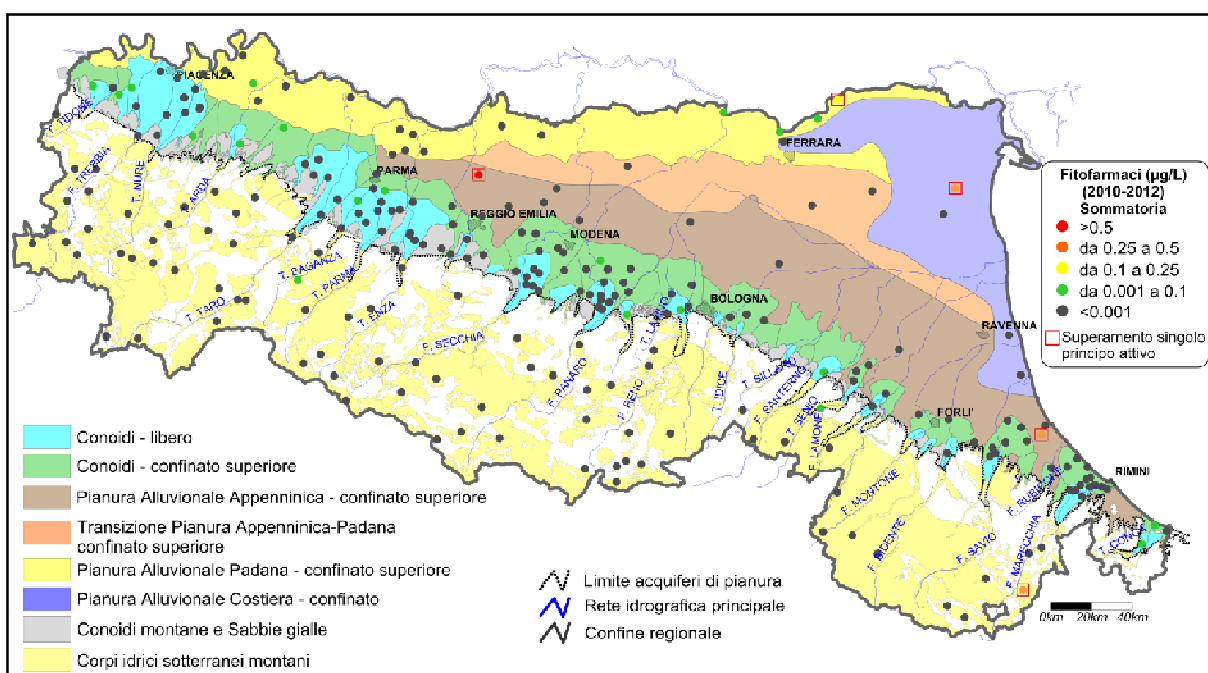 PIACENZA
PARMA
REGGIO EMILIA
MODENA
BOLOGNA
FERRARA
RAVENNA
FORLI'
RIMINI
F. TIDONE
F. TREBBIA
T. NURE
T. ARDA
T. TARO
T. BAGANZA
T. PARMA
T. ENZA
F. SECCHIA
F. PANARO
F. RENO
T. LAVINO
T. IDICE
T. SILLARO
F. SANTERNO
T. SENIO
F. LAMONE
F. MONTONE
F. SAVIO
F. RUBICONE
F. MARECCHIA
T. CONCA
Fitofarmaci (µg/L)
(2010-2012)
Sommatoria
>0.5
da 0.25 a 0.5
da 0.1 a 0.25
da 0.001 a 0.1
<0.001
Superamento singolo
principo attivo
Conoidi - libero
Conoidi - confinato superiore
Pianura Alluvionale Appenninica - confinato superiore
Transizione Pianura Appenninica-Padana
confinato superiore
Pianura Alluvionale Padana - confinato superiore
Pianura Alluvionale Costiera - confinato
Conoidi montane e Sabbie gialle
Corpi idrici sotterranei montani
Limite acquiferi di pianura
Rete idrografica principale
Confine regionale
0km 20km 40km